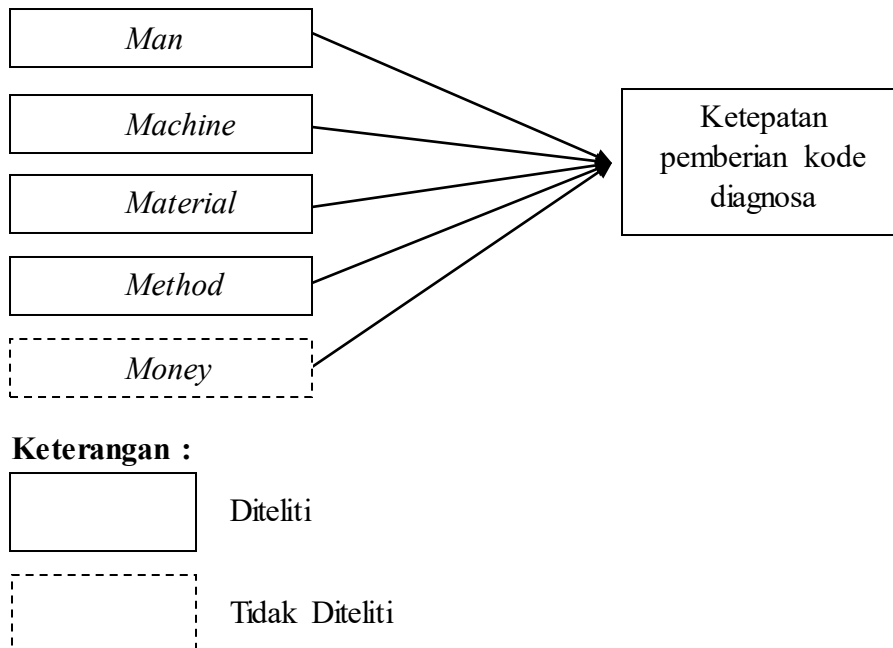 Man
Machine
Material
Method
Money
Ketepatan
pemberian kode
diagnosa
Keterangan :
Diteliti
Tidak Diteliti